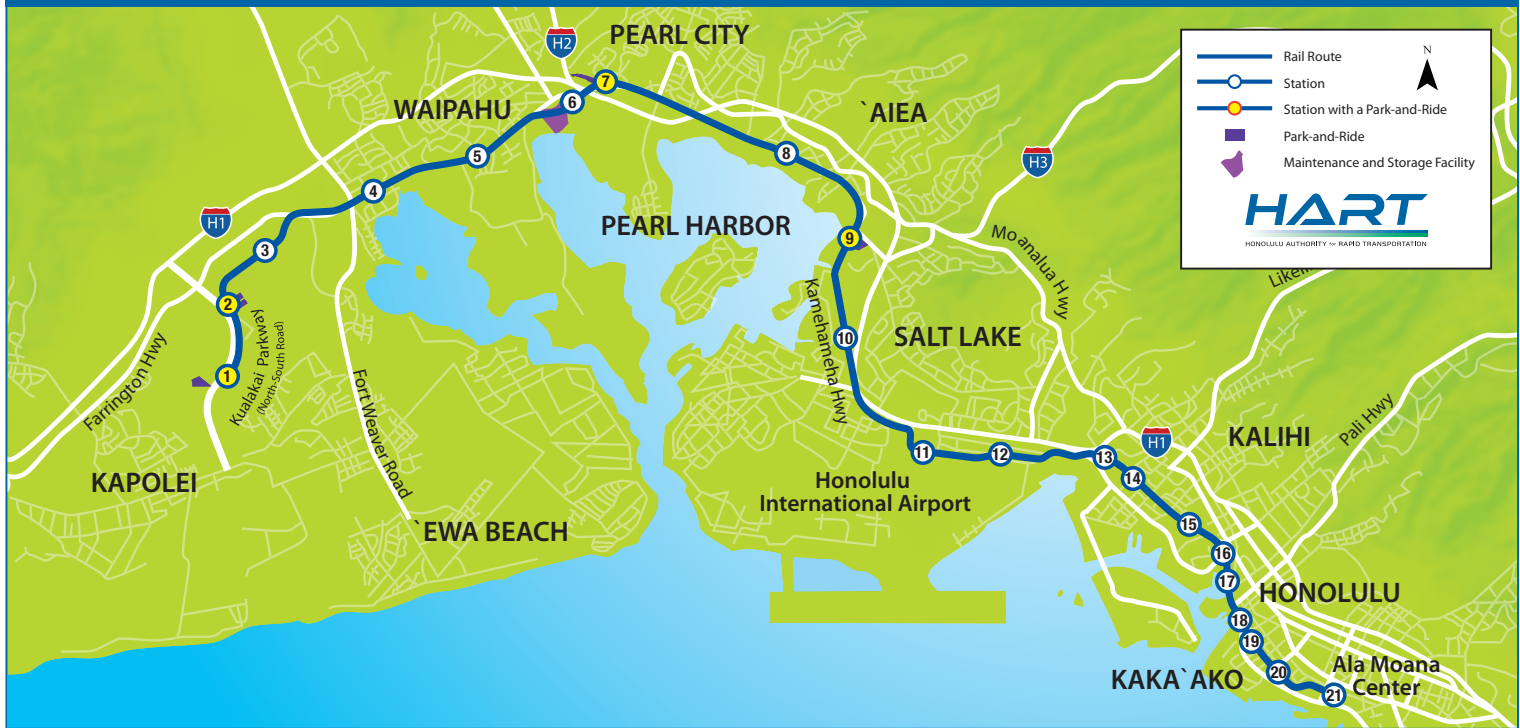 H2
PEARL CITY
Rail Route
N
Station
Station with a Park-and-Ride
Park-and-Ride
Maintenance and Storage Facility
HART
HONOLULU AUTHORITY for RAPID TRANSPORTATION
7
6
WAIPAHU
`AIEA
5
8
H3
4
H1
PEARL HARBOR
3
9
Moanalua Hwy
2
Kualakai Parkway
(North-South Road)
1
Farrington Hwy
Fort Weaver Road
Kamehameha Hwy
10
SALT LAKE
KAPOLEI
`EWA BEACH
11
12
13
H1
KALIHI
Pali Hwy
14
Honolulu
International Airport
15
16
17
HONOLULU
18
19
20
KAKA`AKO
21
Ala Moana
Center